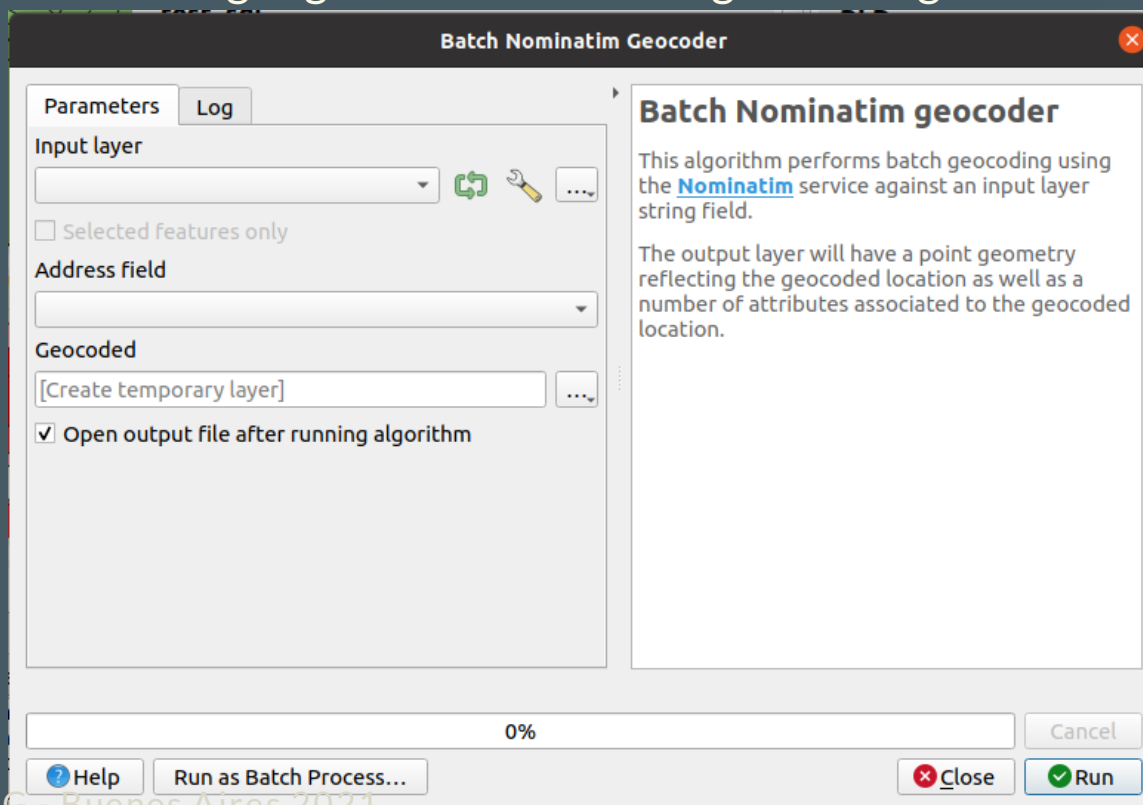 Batch Nominatim Geocoder
Parameters
Log
Input layer
...
Selected features only
Address field
Geocoded
[Create temporary layer]
...
Open output file after running algorithm
Batch Nominatim geocoder
This algorithm performs batch geocoding using
the Nominatim service against an input layer
string field.
The output layer will have a point geometry
reflecting the geocoded location as well as a
number of attributes associated to the geocoded
location.
0%
Cancel
Help
Run as Batch Process...
Close
Run
- Buenos Aires 2021